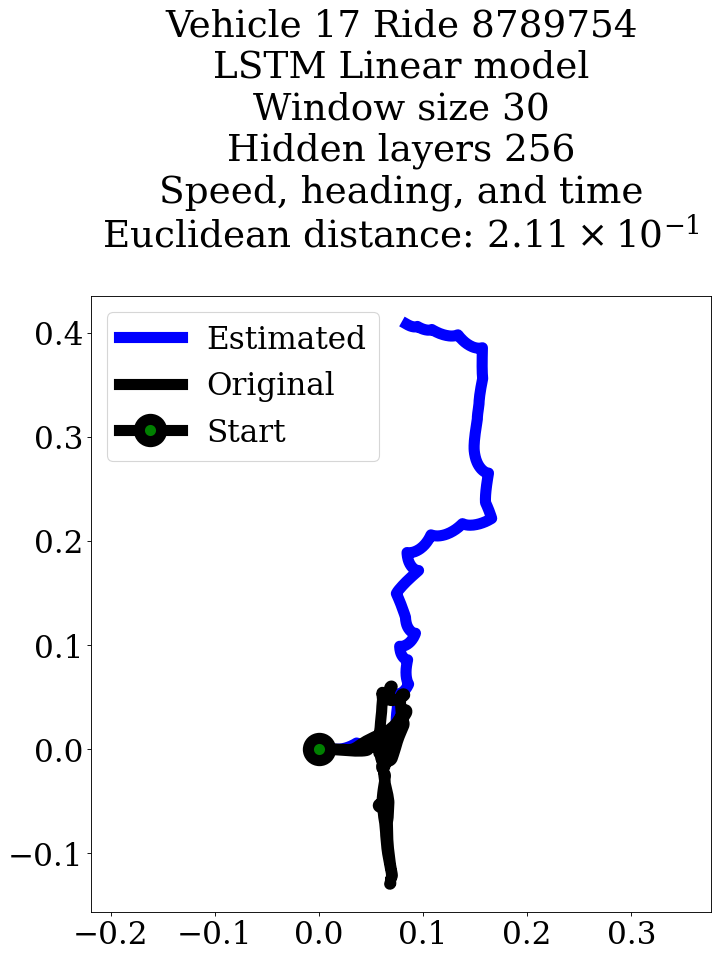 Vehicle 17 Ride 8789754
LSTM Linear model
Window size 30
Hidden layers 256
Speed, heading, and time
Euclidean distance: 2.11 × 10⁻¹
Estimated
Original
Start
0.4
0.3
0.2
0.1
0.0
−0.1
−0.2 −0.1 0.0 0.1 0.2 0.3